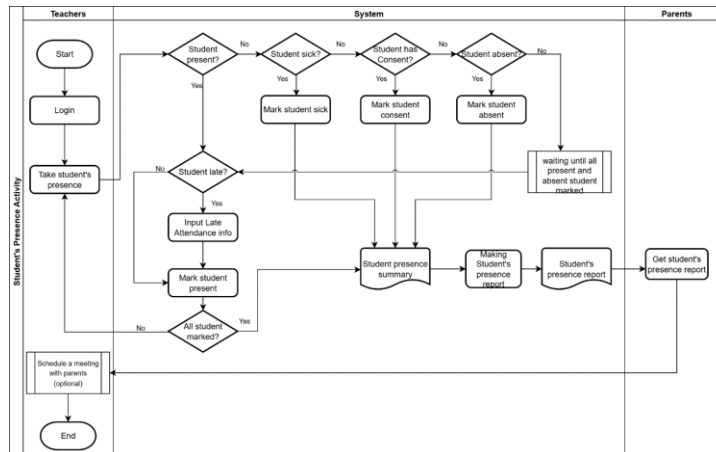 Teachers
System
Parents
Student's Presence Activity
Start
Login
Take student's
presence
Student
present?
No
Student sick?
No
Student has
Consent?
No
Student absent?
No
Yes
Yes
Yes
Yes
Mark student sick
Mark student
consent
Mark student
absent
waiting until all
present and
absent student
marked
No
Student late?
Yes
Input Late
Attendance info
Mark student
present
No
All student
marked?
Yes
Student presence
summary
Making
Student's
presence
report
Student's
presence report
Get student's
presence report
Schedule a meeting
with parents
(optional)
End